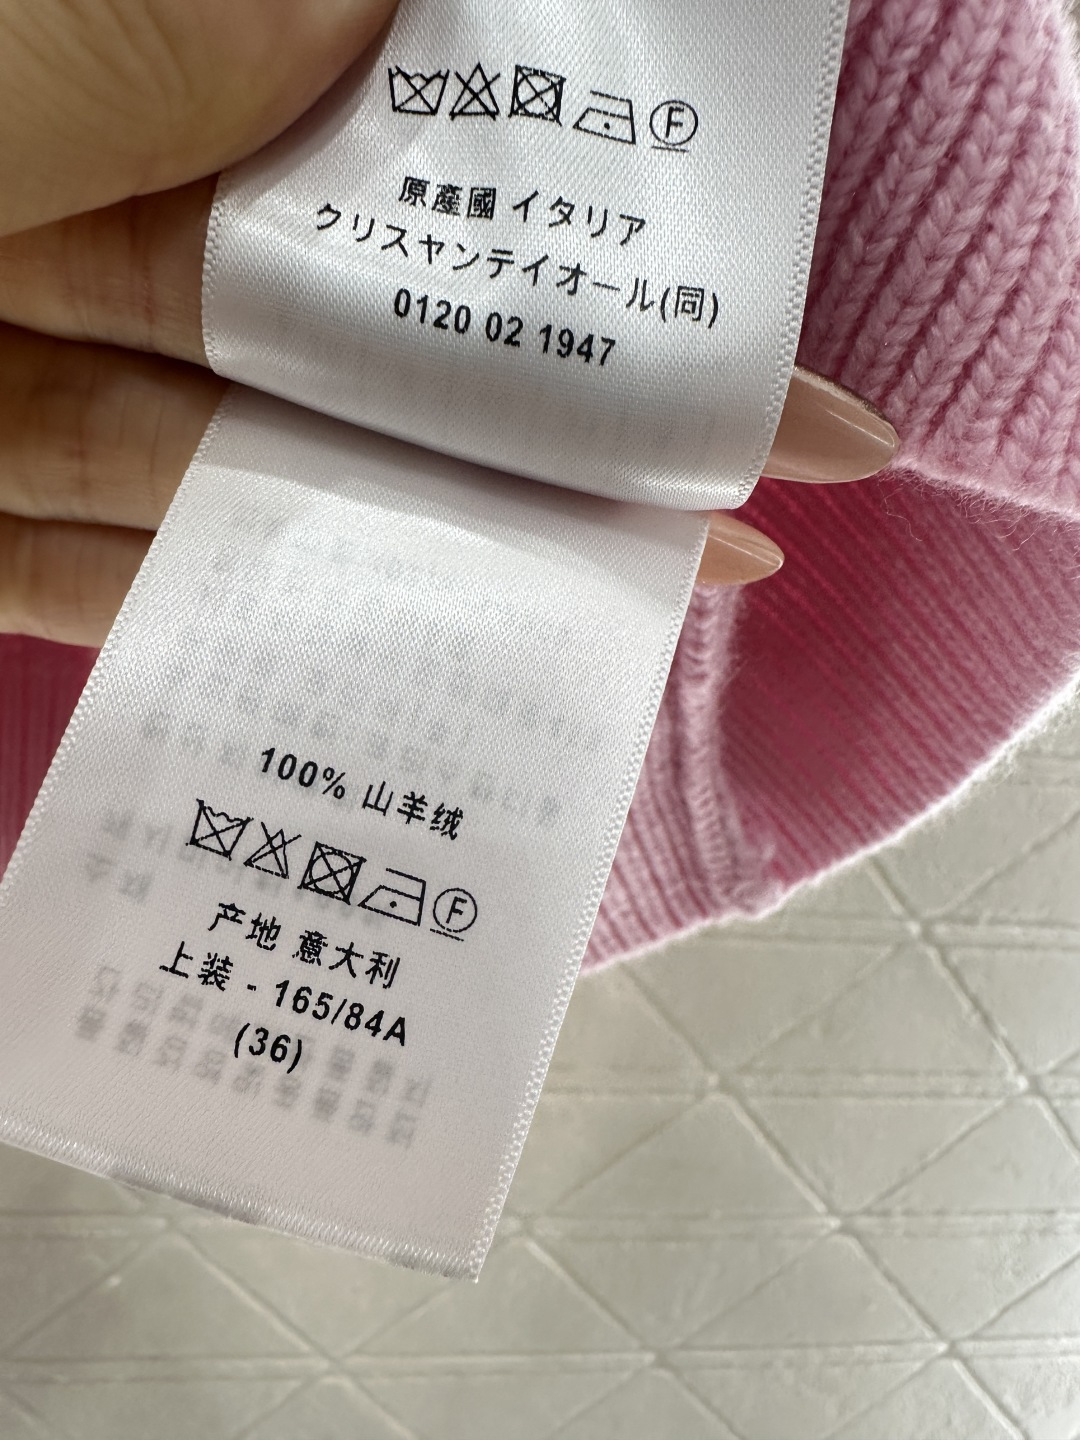 F
原產國 イタリア
クリスヤンテイオール(同)
0120 02 1947
100% 山羊绒
F
产地 意大利
上装 - 165/84A
(36)